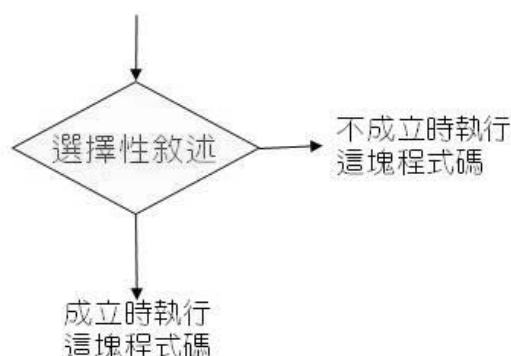 選擇性敘述
不成立時執行
這塊程式碼
成立時執行
這塊程式碼